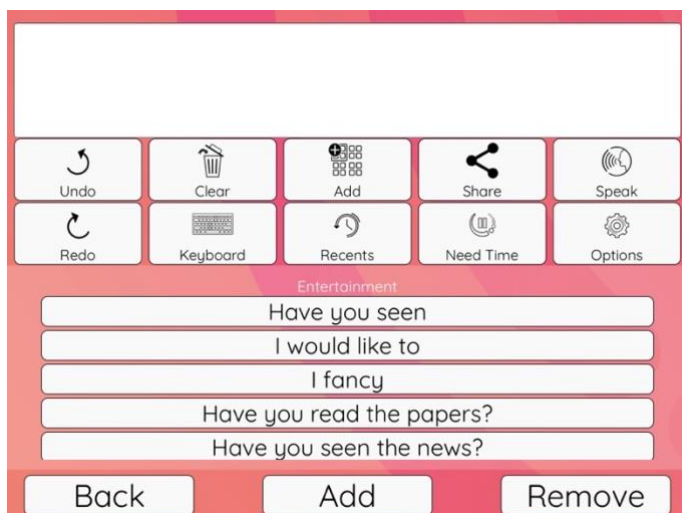 Undo Clear Add Share Speak
Redo Keyboard Recents Need Time Options
Entertainment
Have you seen
I would like to
I fancy
Have you read the papers?
Have you seen the news?
Back Add Remove